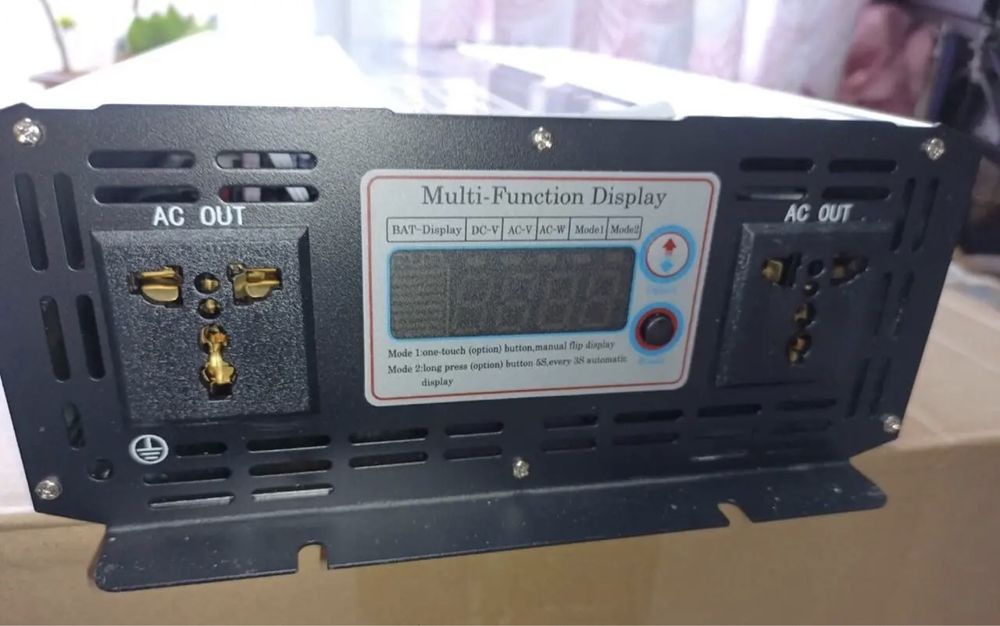 AC OUT
Multi-Function Display
BAT-Display DC-V AC-V AC-W Mode1 Mode2
Mode 1:one-touch (option) button,manual flip display
Mode 2:long press (option) button 5S,every 3S automatic
display
AC OUT